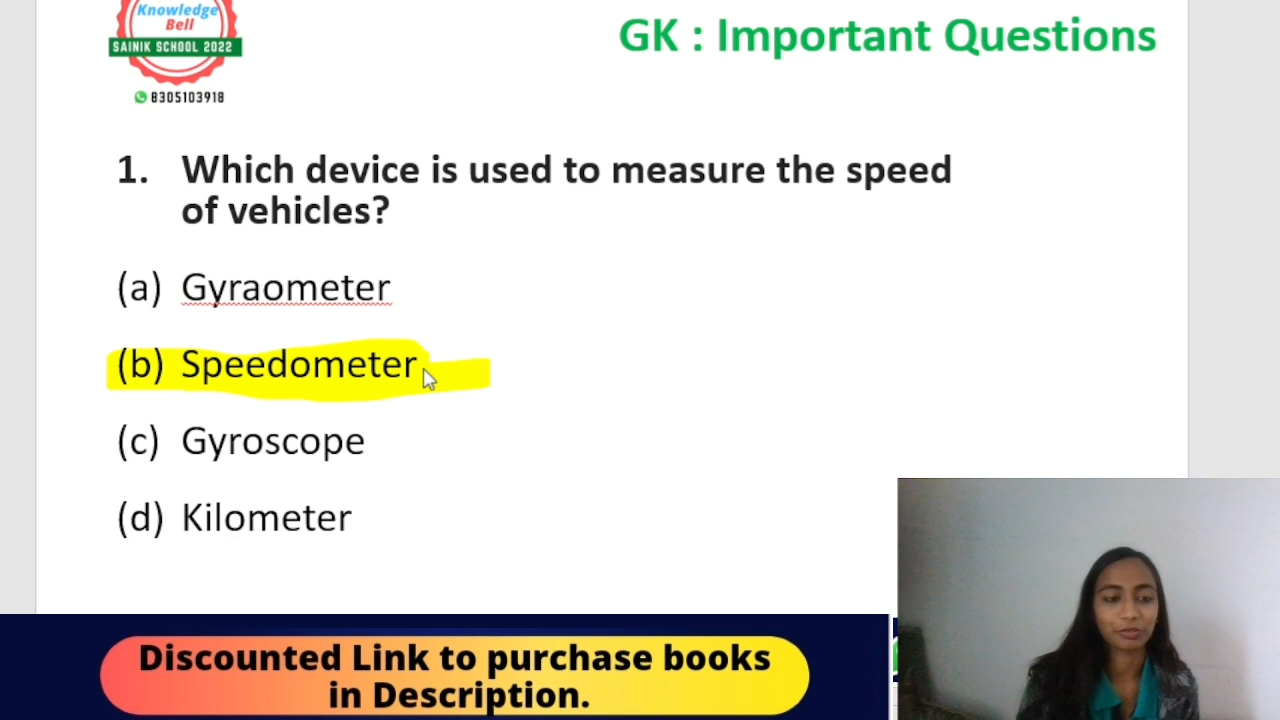 Knowledge
Bell
SAINIK SCHOOL 2022
8305103918
GK : Important Questions
1. Which device is used to measure the speed
of vehicles?
(a) Gyraometer
(b) Speedometer
(c) Gyroscope
(d) Kilometer
Discounted Link to purchase books
in Description.